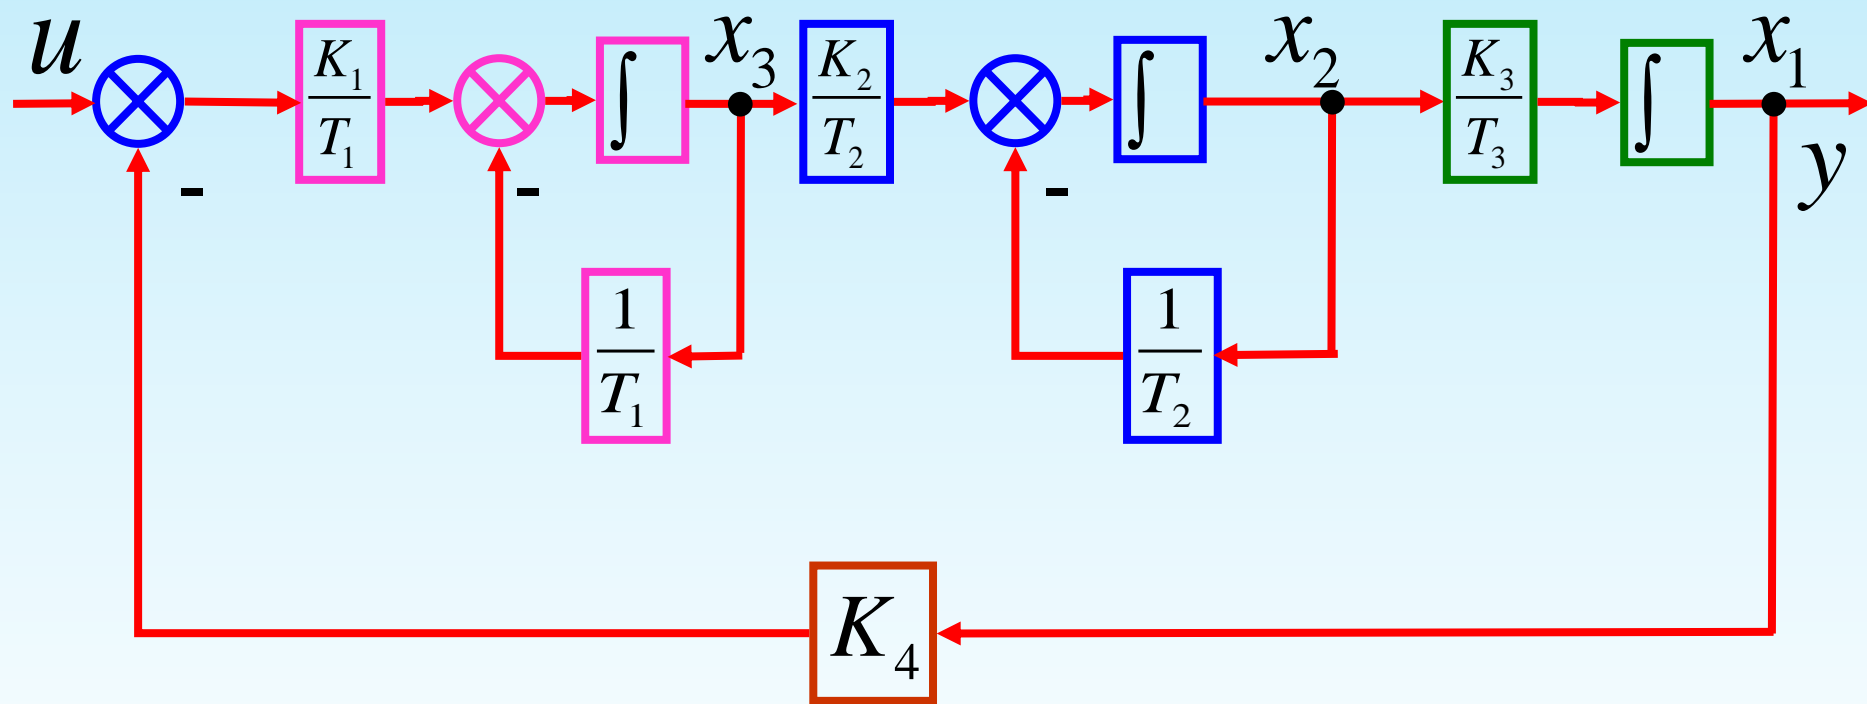 u
-
K₁
T₁
-
∫
x₃
K₂
T₂
-
∫
x₂
K₃
T₃
∫
x₁
y
1
T₁
1
T₂
K₄